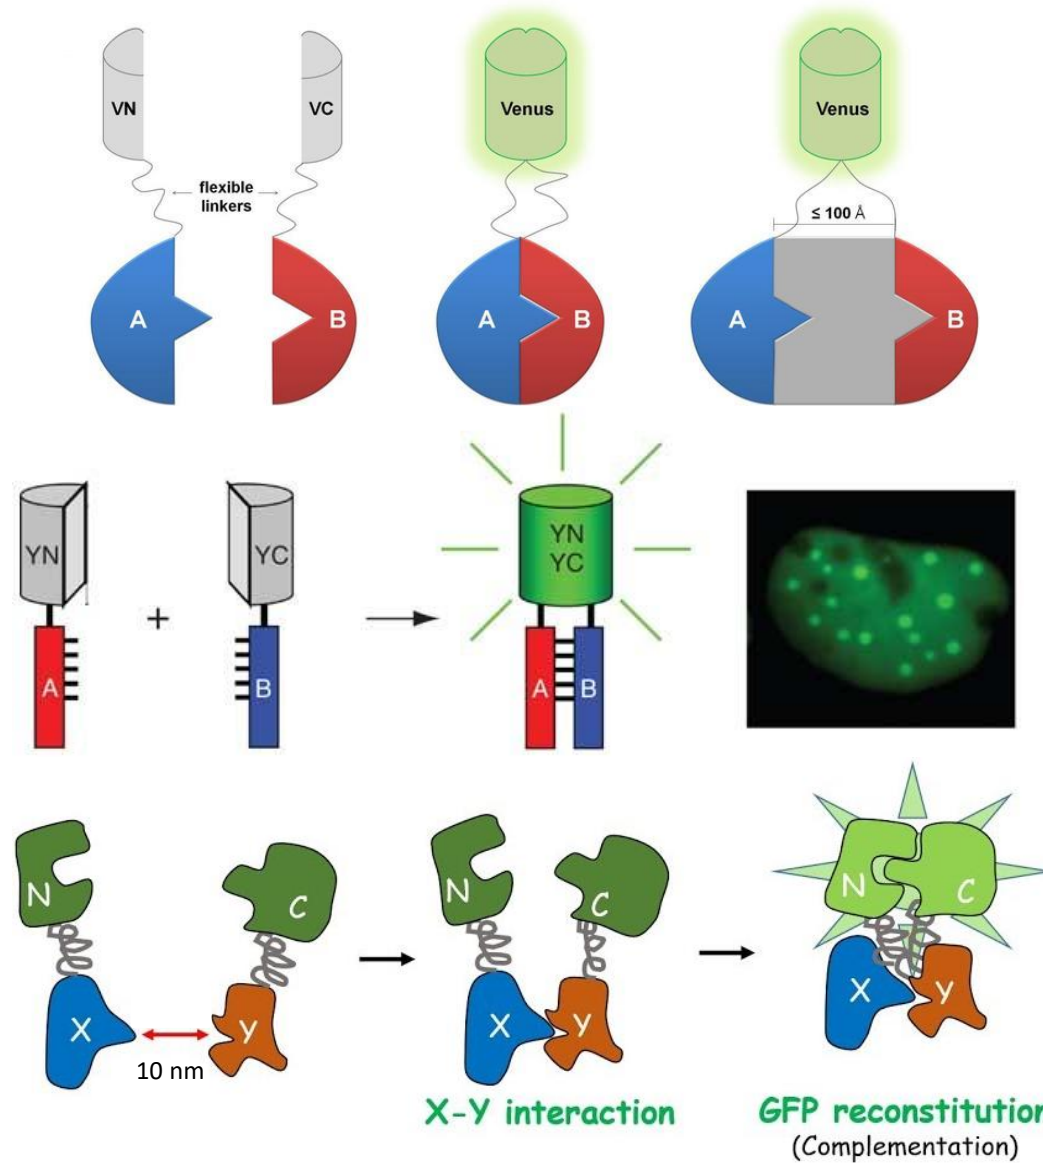 VN
VC
Venus
Venus
flexible
linkers
≤ 100 Å
A
B
A
B
A
B
YN
+
YC
YN
YC
A
B
A
B
N
C
N
C
N
C
X
Y
X
Y
X
Y
10 nm
X-Y interaction
GFP reconstitution
(Complementation)